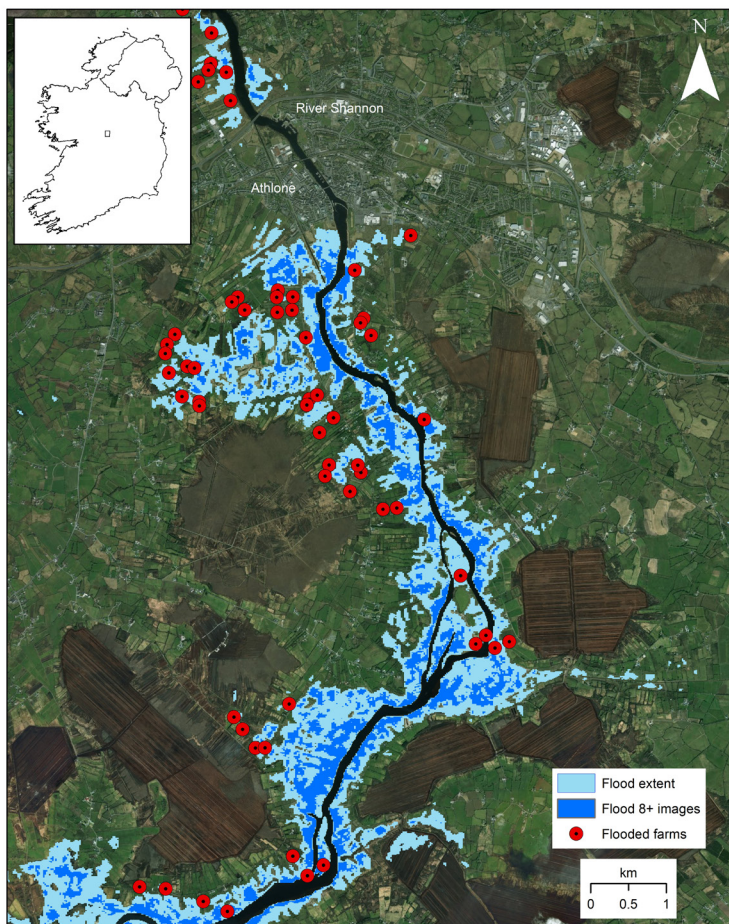 N
River Shannon
Athlone
Flood extent
Flood 8+ images
Flooded farms
km
0 0.5 1